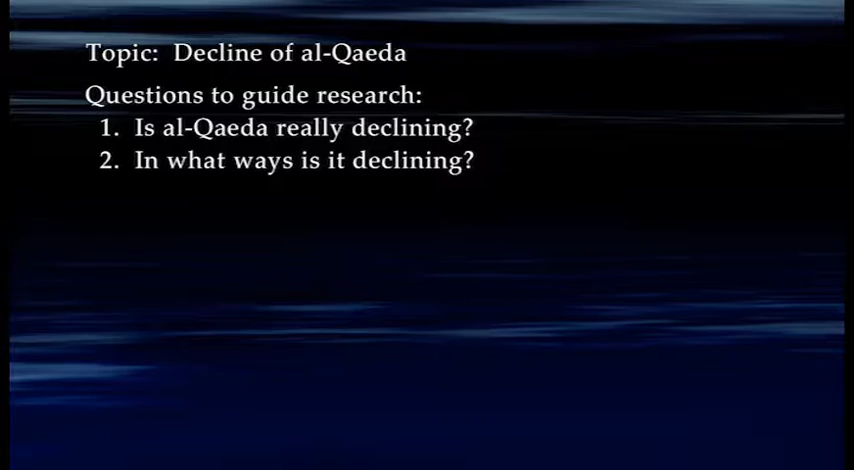 Topic: Decline of al-Qaeda
Questions to guide research:
1. Is al-Qaeda really declining?
2. In what ways is it declining?